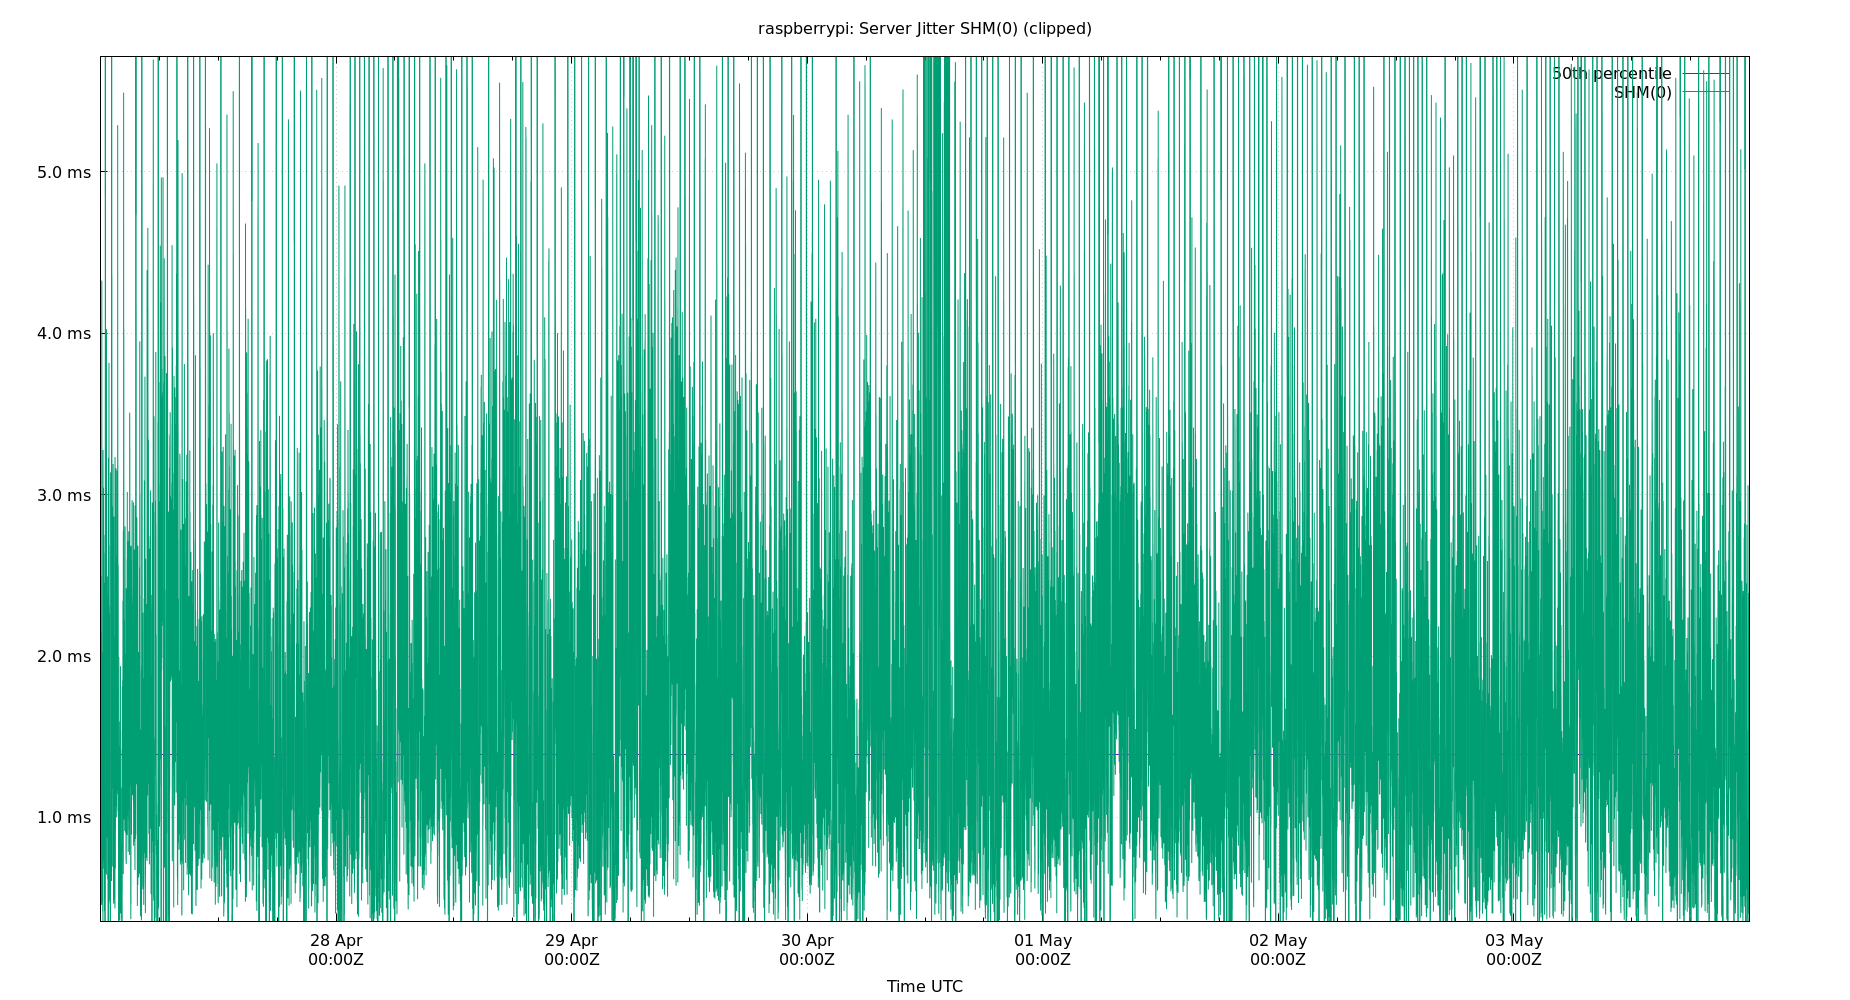 raspberrypi: Server Jitter SHM(0) (clipped)
50th percentile
SHM(0)
5.0 ms
4.0 ms
3.0 ms
2.0 ms
1.0 ms
28 Apr
00:00Z
29 Apr
00:00Z
30 Apr
00:00Z
01 May
00:00Z
02 May
00:00Z
03 May
00:00Z
Time UTC